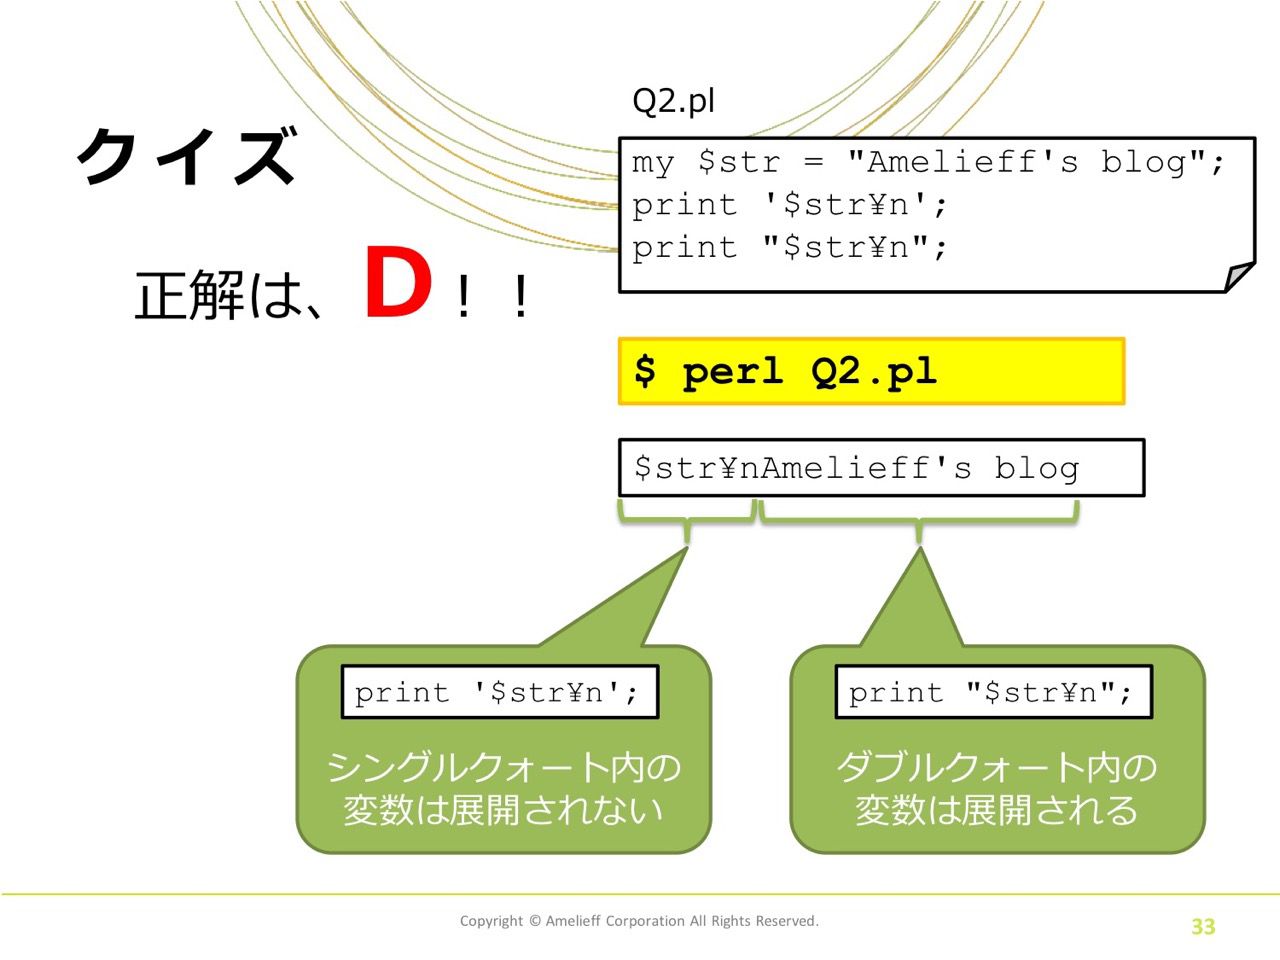 クイズ
正解は、D！！
Q2.pl
my $str = "Amelieff's blog";
print '$str¥n';
print "$str¥n";
$ perl Q2.pl
$str¥nAmelieff's blog
print '$str¥n';
シングルクォート内の
変数は展開されない
print "$str¥n";
ダブルクォート内の
変数は展開される
Copyright © Amelieff Corporation All Rights Reserved.
33